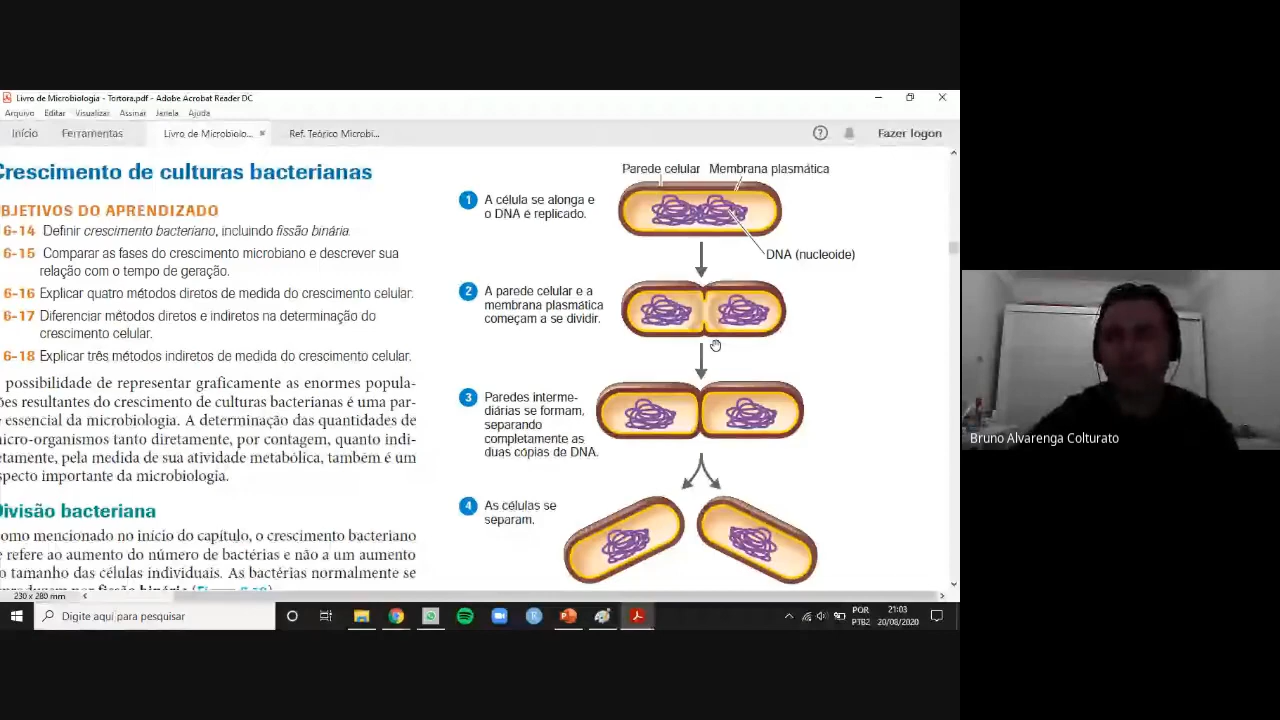 Livro de Microbiologia - Tortora.pdf - Adobe Acrobat Reader DC
Arquivo Editar Visualizar Assinar Janela Ajuda
Início Ferramentas Livro de Microbiolo... × Ref. Teórico Microbi... Fazer logon
Crescimento de culturas bacterianas
BJETIVOS DO APRENDIZADO
6-14 Definir crescimento bacteriano, incluindo fissão binária.
6-15 Comparar as fases do crescimento microbiano e descrever sua
relação com o tempo de geração.
6-16 Explicar quatro métodos diretos de medida do crescimento celular.
6-17 Diferenciar métodos diretos e indiretos na determinação do
crescimento celular.
6-18 Explicar três métodos indiretos de medida do crescimento celular.
possibilidade de representar graficamente as enormes popula-
ões resultantes do crescimento de culturas bacterianas é uma par-
e essencial da microbiologia. A determinação das quantidades de
micro-organismos tanto diretamente, por contagem, quanto indi-
etamente, pela medida de sua atividade metabólica, também é um
specto importante da microbiologia.
Divisão bacteriana
omo mencionado no início do capítulo, o crescimento bacteriano
e refere ao aumento do número de bactérias e não a um aumento
o tamanho das células individuais. As bactérias normalmente se
Parede celular Membrana plasmática
1 A célula se alonga e
o DNA é replicado.
DNA (nucleoide)
2 A parede celular e a
membrana plasmática
começam a se dividir.
3 Paredes interme-
diárias se formam,
separando
completamente as
duas cópias de DNA.
4 As células se
separam.
Bruno Alvarenga Colturato
230 x 280 mm
Digite aqui para pesquisar
POR 21:03
PTB2 20/08/2020